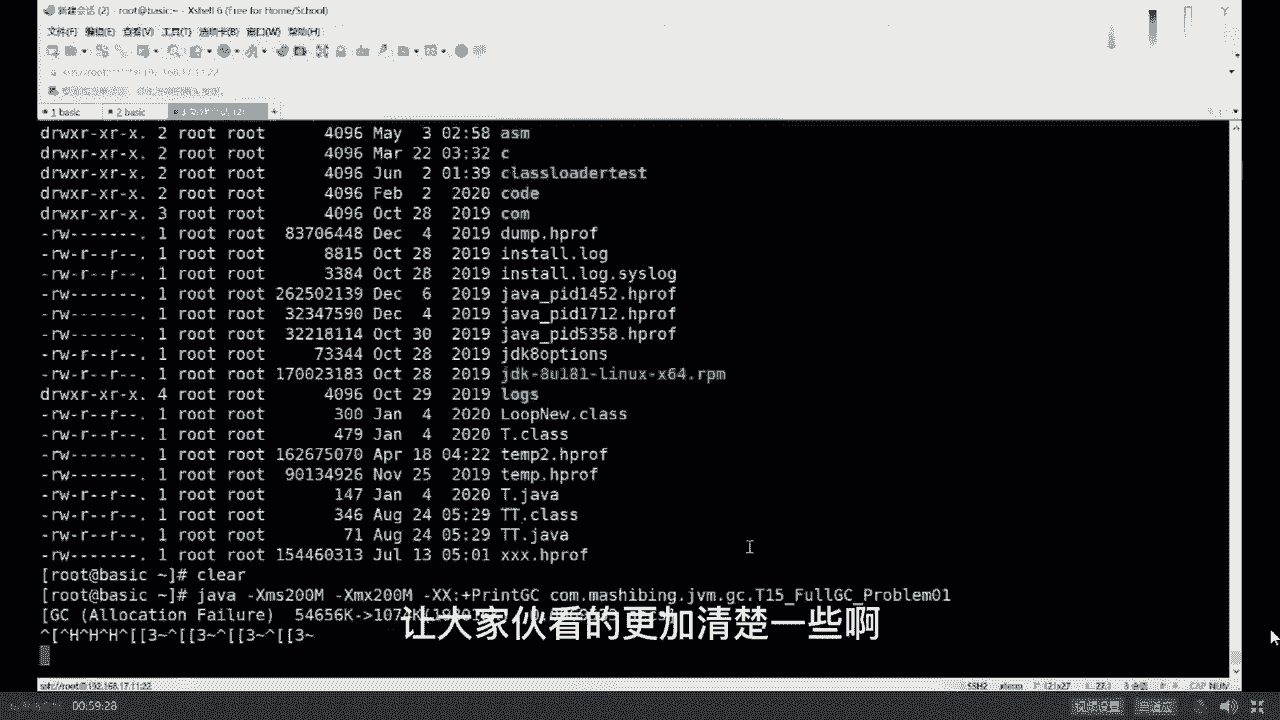 新建会话 (2) - root@basic:~ - Xshell 6 (Free for Home/School)
文件(F) 编辑(E) 查看(V) 工具(T) 选项卡(B) 窗口(W) 帮助(H)
1 basic 2 basic
drwxr-xr-x. 2 root root 4096 May 3 02:58 asm
drwxr-xr-x. 2 root root 4096 Mar 22 03:32 c
drwxr-xr-x. 2 root root 4096 Jun 2 01:39 classloadertest
drwxr-xr-x. 2 root root 4096 Feb 2 2020 code
drwxr-xr-x. 3 root root 4096 Oct 28 2019 com
-rw-------. 1 root root 83706448 Dec 4 2019 dump.hprof
-rw-r--r--. 1 root root 8815 Oct 28 2019 install.log
-rw-r--r--. 1 root root 3384 Oct 28 2019 install.log.syslog
-rw-------. 1 root root 262502139 Dec 6 2019 java_pid1452.hprof
-rw-------. 1 root root 32347590 Dec 4 2019 java_pid1712.hprof
-rw-------. 1 root root 32218114 Oct 30 2019 java_pid5358.hprof
-rw-r--r--. 1 root root 73344 Oct 28 2019 jdk8options
-rw-r--r--. 1 root root 170023183 Oct 28 2019 jdk-8u181-linux-x64.rpm
drwxr-xr-x. 4 root root 4096 Oct 29 2019 logs
-rw-r--r--. 1 root root 300 Jan 4 2020 LoopNew.class
-rw-r--r--. 1 root root 479 Jan 4 2020 T.class
-rw-------. 1 root root 162675070 Apr 18 04:22 temp2.hprof
-rw-------. 1 root root 90134926 Nov 25 2019 temp.hprof
-rw-r--r--. 1 root root 147 Jan 4 2020 T.java
-rw-r--r--. 1 root root 346 Aug 24 05:29 TT.class
-rw-r--r--. 1 root root 71 Aug 24 05:29 TT.java
-rw-------. 1 root root 154460313 Jul 13 05:01 xxx.hprof
[root@basic ~]# clear
[root@basic ~]# java -Xms200M -Xmx200M -XX:+PrintGC com.mashibing.jvm.gc.T15_FullGC_Problem01
[GC (Allocation Failure) 54656K->
让大家伙看的更加清楚一些啊
^[^H^H^H^[[3~^[[3~^[[3~^[[3~
ssh://root@192.168.17.11:22 SSH2 xterm 121x27 CAP NUM
00:59:28